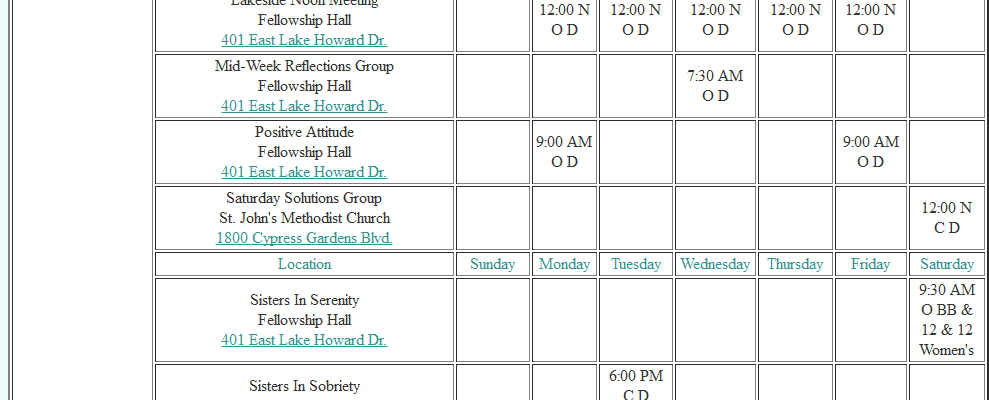 Lakeside Noon Meeting
Fellowship Hall
401 East Lake Howard Dr.
12:00 N
O D
12:00 N
O D
12:00 N
O D
12:00 N
O D
12:00 N
O D
Mid-Week Reflections Group
Fellowship Hall
401 East Lake Howard Dr.
7:30 AM
O D
Positive Attitude
Fellowship Hall
401 East Lake Howard Dr.
9:00 AM
O D
9:00 AM
O D
Saturday Solutions Group
St. John's Methodist Church
1800 Cypress Gardens Blvd.
12:00 N
C D
Location Sunday Monday Tuesday Wednesday Thursday Friday Saturday
Sisters In Serenity
Fellowship Hall
401 East Lake Howard Dr.
9:30 AM
O BB &
12 & 12
Women's
Sisters In Sobriety
6:00 PM
C D